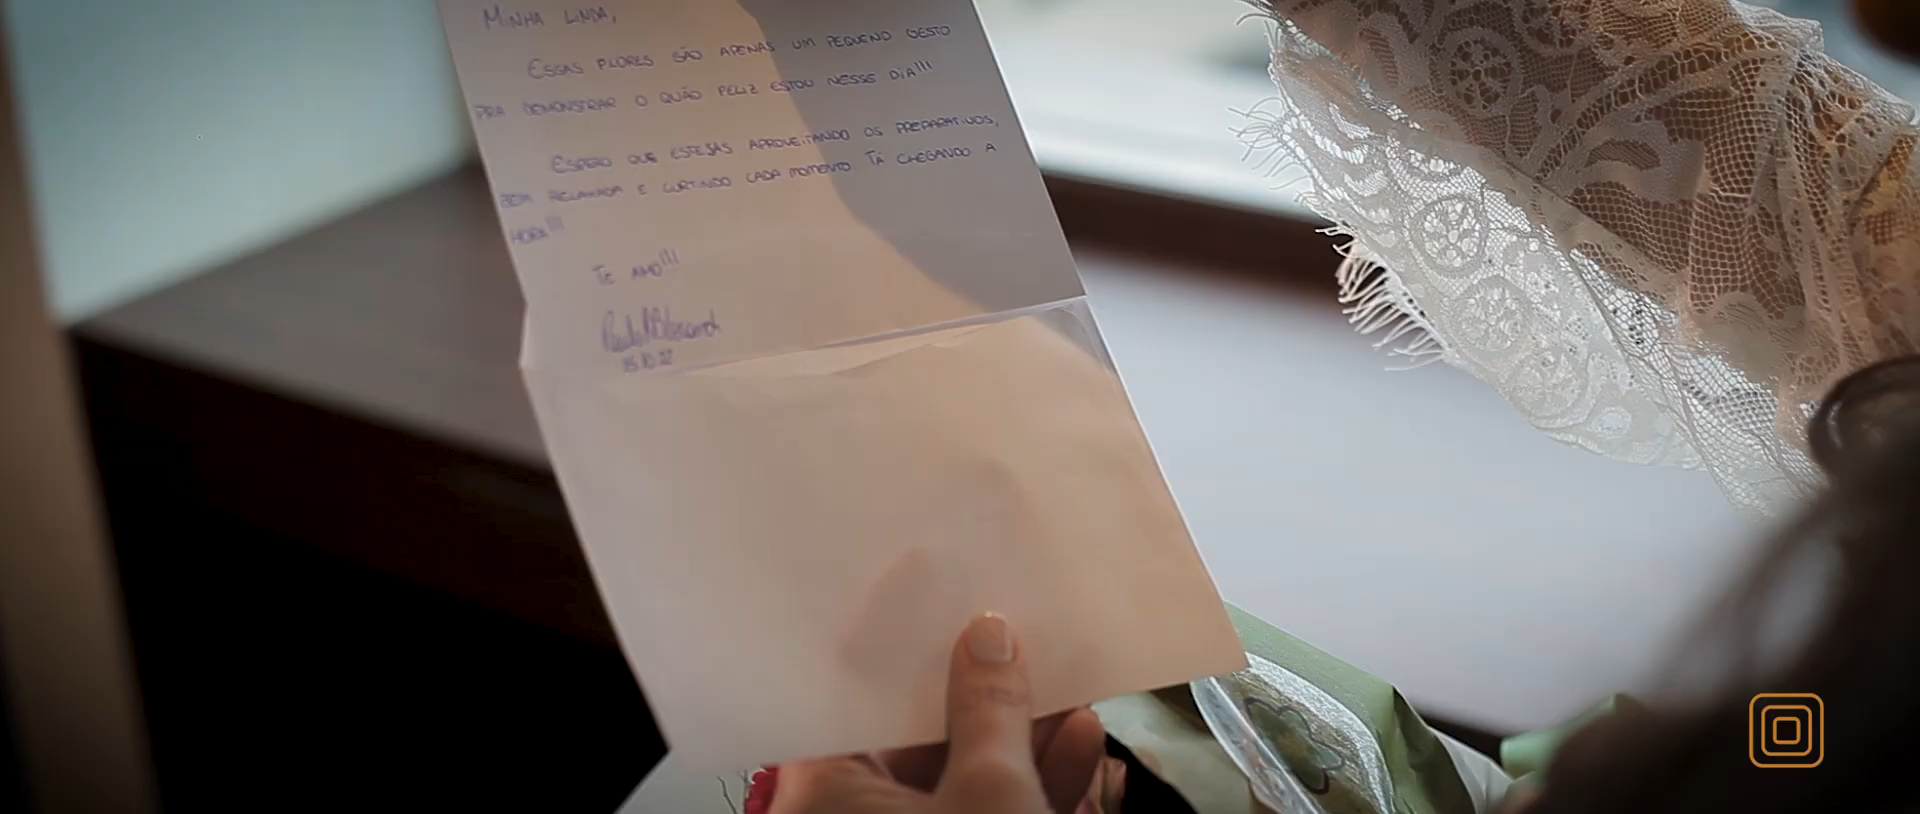 MINHA LINDA,
ESSAS FLORES SÃO APENAS UM PEQUENO GESTO
PRA DEMONSTRAR O QUÃO FELIZ ESTOU NESSE DIA!!!
ESPERO QUE ESTEJAS APROVEITANDO OS PREPARATIVOS,
BEM RELAXADA E CURTINDO CADA MOMENTO TÁ CHEGANDO A
HORA!!!
TE AMO!!!
15.10.22